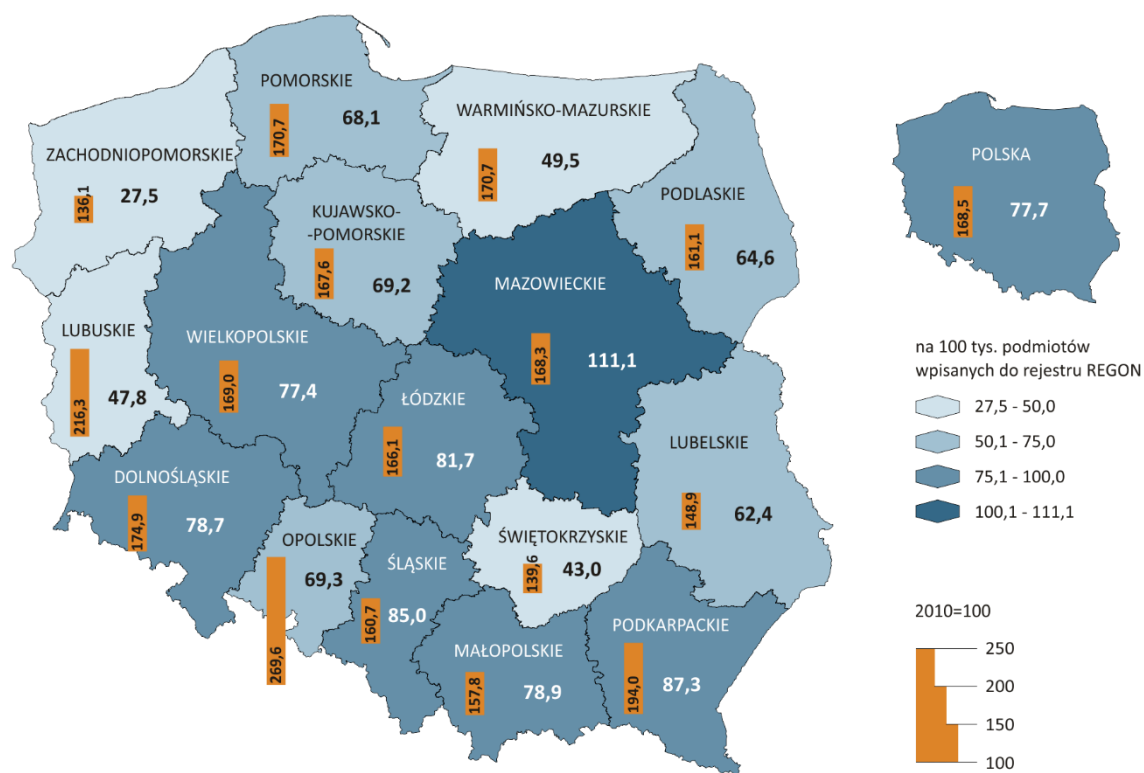 POMORSKIE
170,7
68,1
WARMIŃSKO-MAZURSKIE
170,7
49,5
ZACHODNIOPOMORSKIE
136,1
27,5
KUJAWSKO-
-POMORSKIE
167,6
69,2
PODLASKIE
161,1
64,6
MAZOWIECKIE
168,3
111,1
LUBUSKIE
216,3
47,8
WIELKOPOLSKIE
169,0
77,4
ŁÓDZKIE
166,1
81,7
LUBELSKIE
148,9
62,4
DOLNOŚLĄSKIE
174,9
78,7
OPOLSKIE
269,6
69,3
ŚLĄSKIE
160,7
85,0
ŚWIĘTOKRZYSKIE
139,6
43,0
MAŁOPOLSKIE
157,8
78,9
PODKARPACKIE
194,0
87,3
POLSKA
168,5
77,7
na 100 tys. podmiotów
wpisanych do rejestru REGON
27,5 - 50,0
50,1 - 75,0
75,1 - 100,0
100,1 - 111,1
2010=100
250
200
150
100